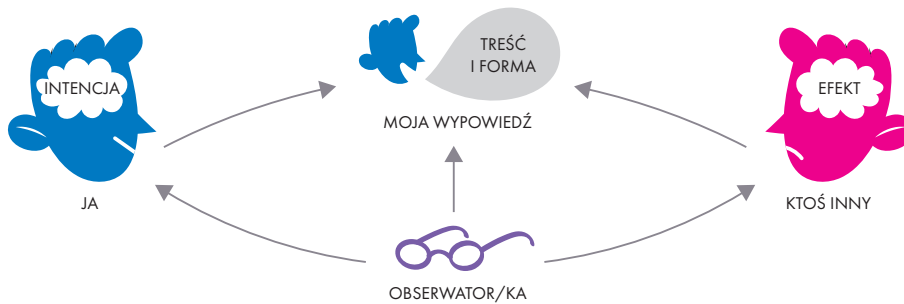 INTENCJA
JA
TREŚĆ
I FORMA
MOJA WYPOWIEDŹ
EFEKT
KTOŚ INNY
OBSERWATOR/KA